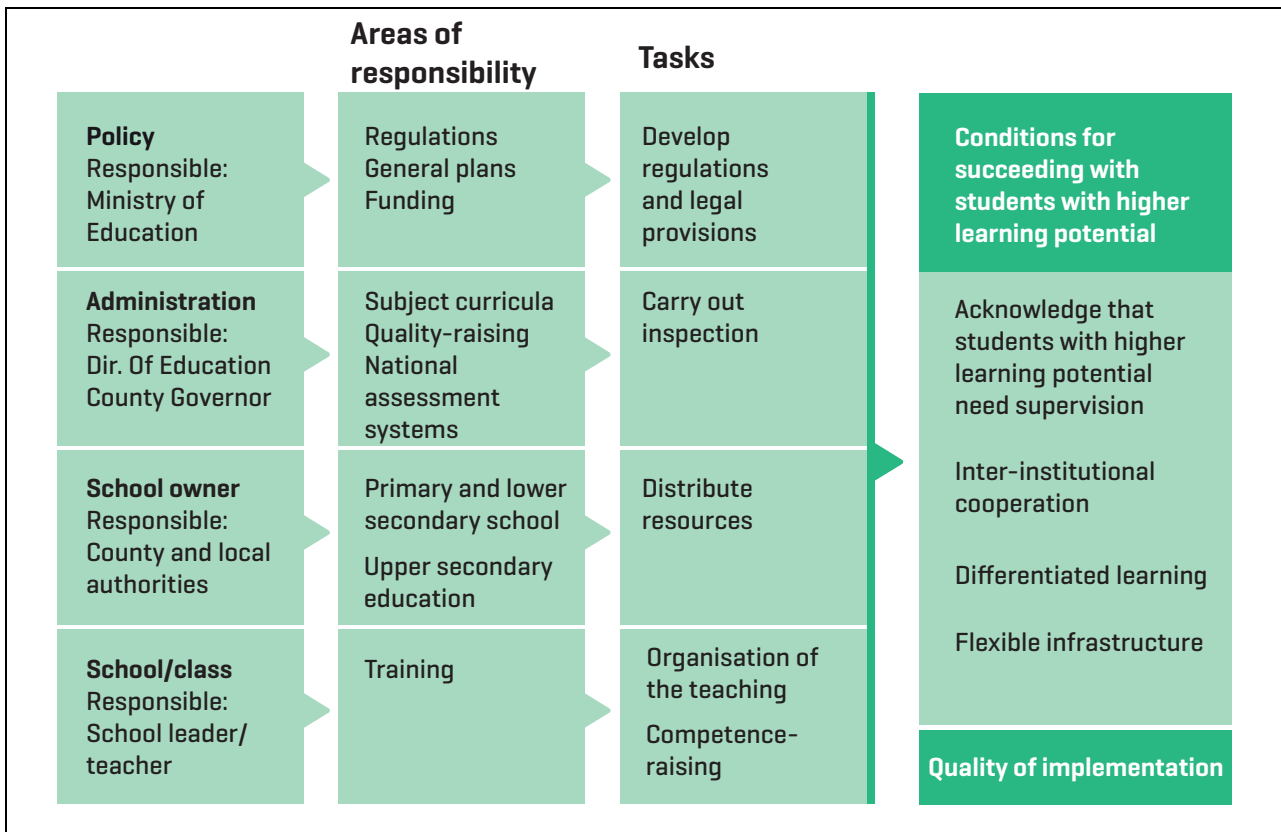 Areas of
responsibility
Tasks
Policy
Responsible:
Ministry of
Education
Regulations
General plans
Funding
Develop
regulations
and legal
provisions
Administration
Responsible:
Dir. Of Education
County Governor
Subject curricula
Quality-raising
National
assessment
systems
Carry out
inspection
School owner
Responsible:
County and local
authorities
Primary and lower
secondary school
Upper secondary
education
Distribute
resources
School/class
Responsible:
School leader/
teacher
Training
Organisation of
the teaching
Competence-
raising
Conditions for
succeeding with
students with higher
learning potential
Acknowledge that
students with higher
learning potential
need supervision
Inter-institutional
cooperation
Differentiated learning
Flexible infrastructure
Quality of implementation